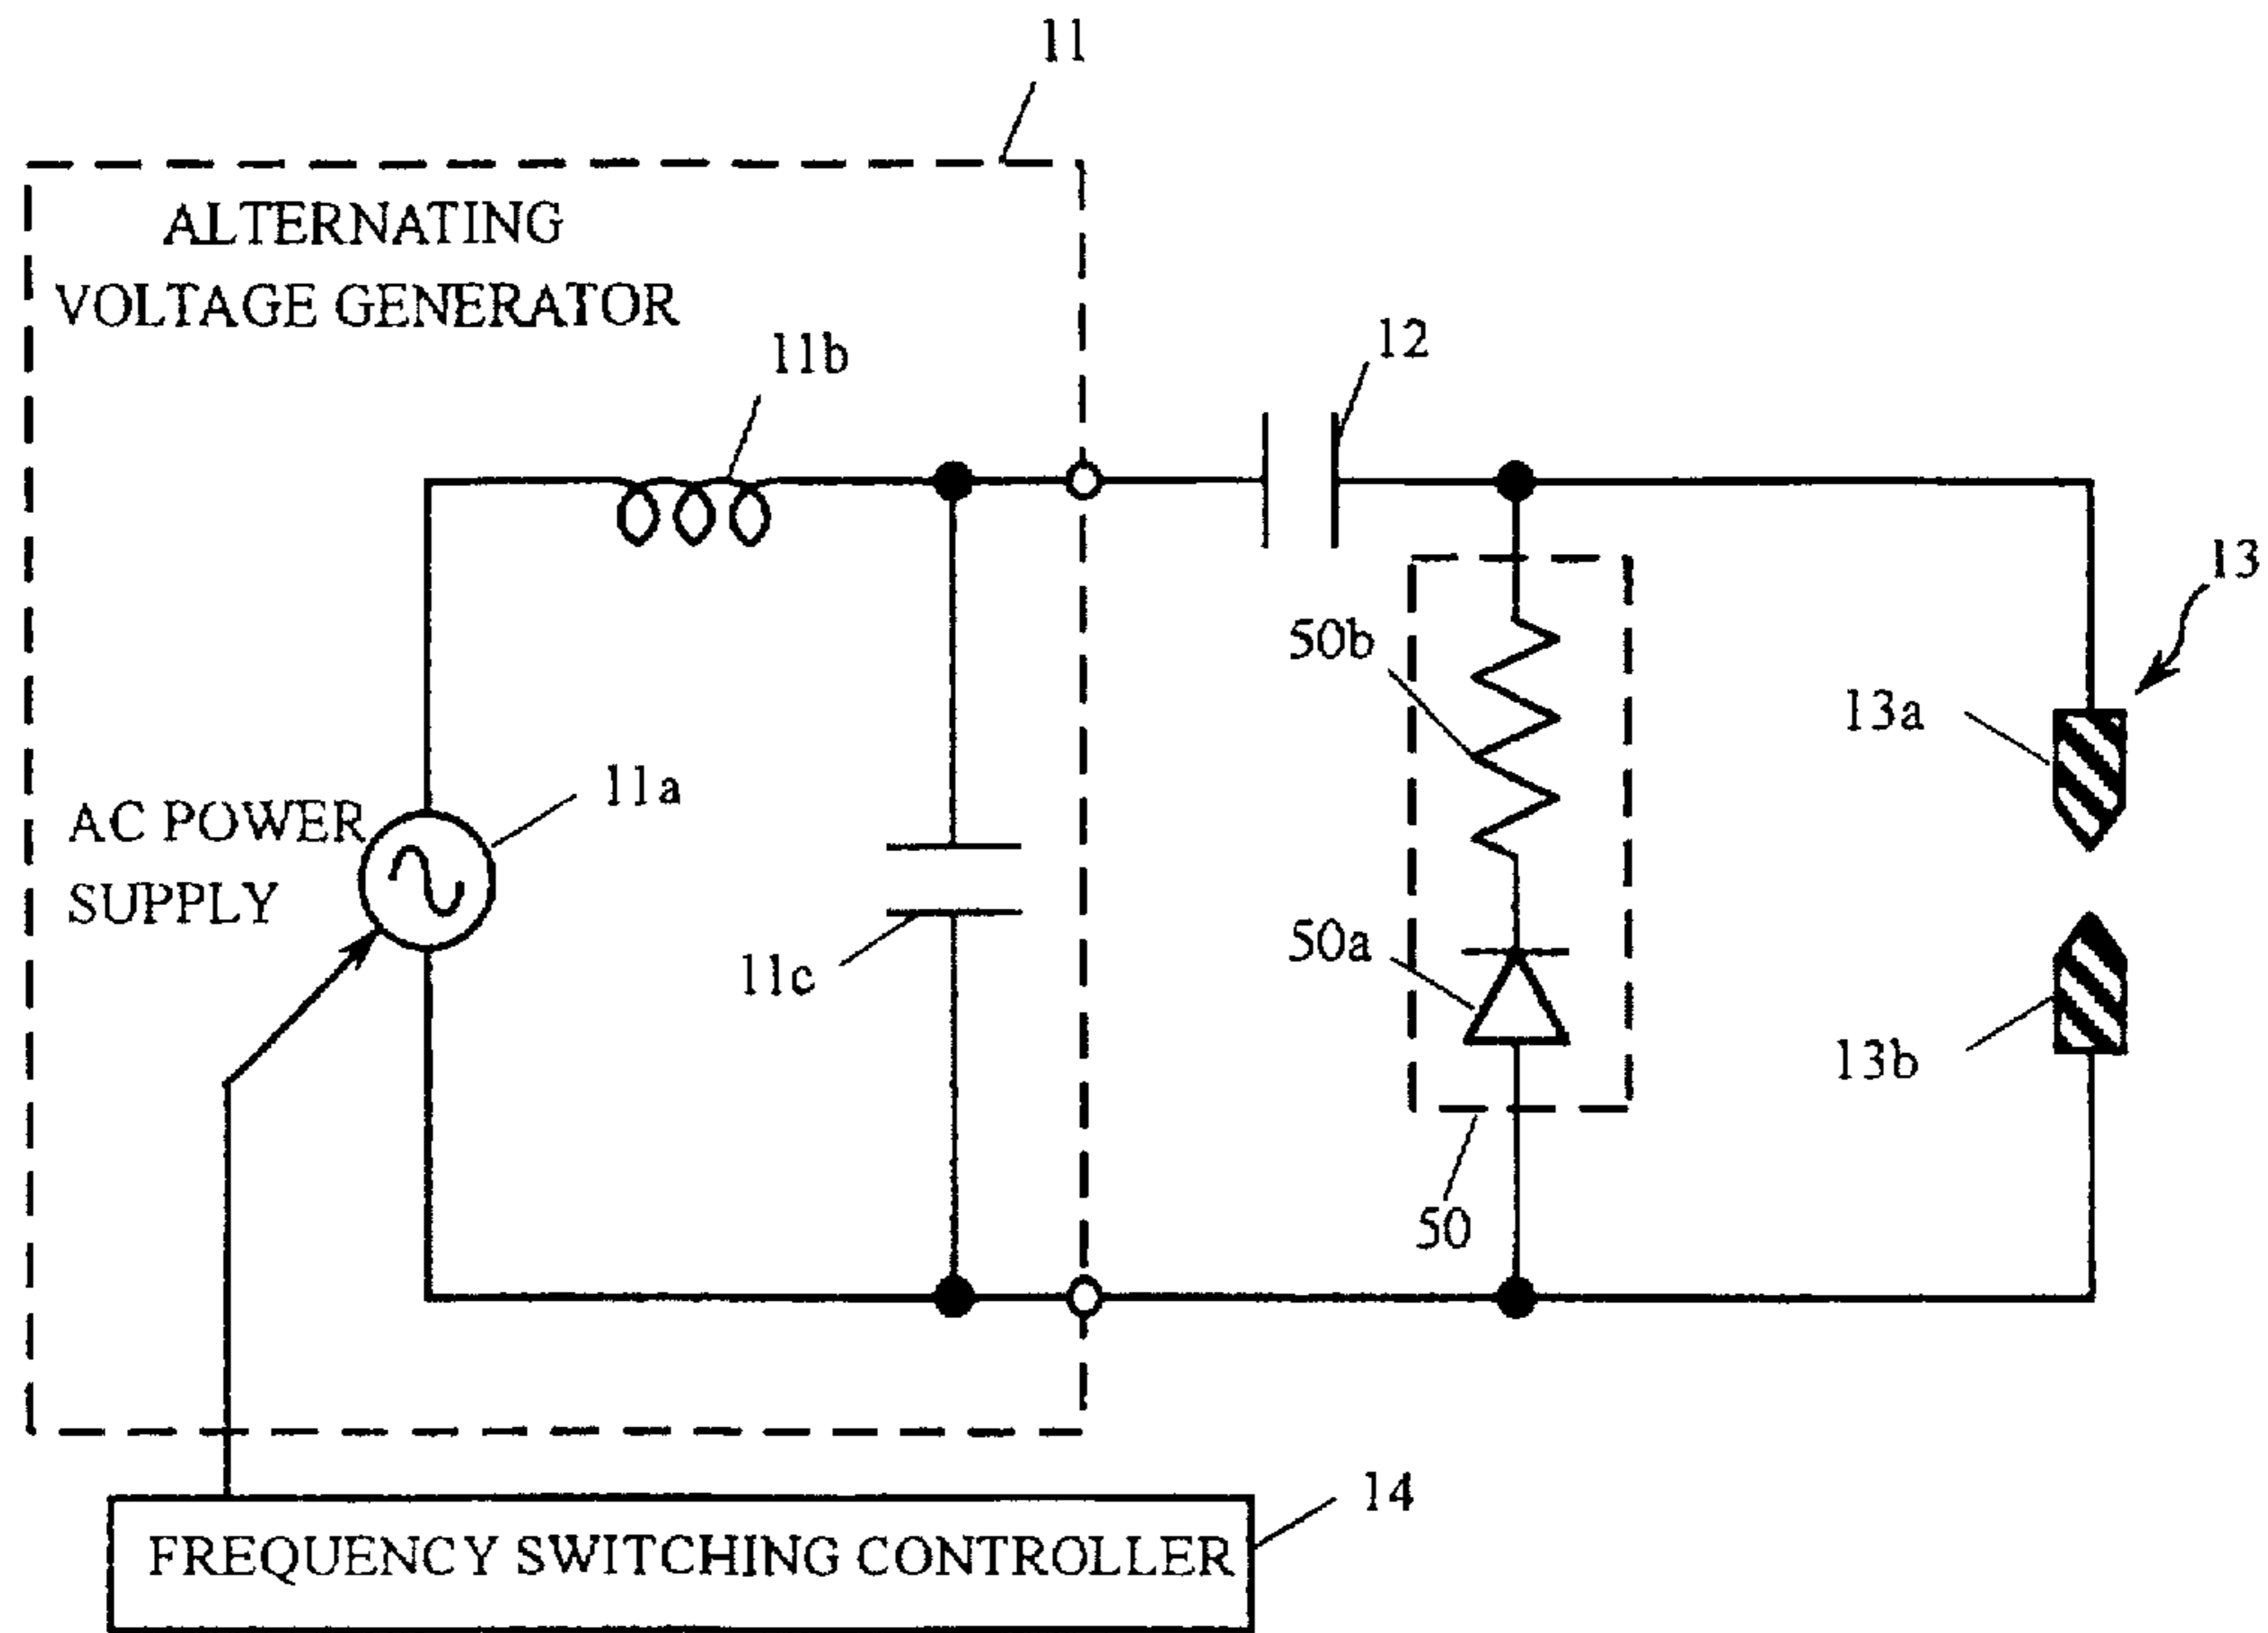 11
ALTERNATING
VOLTAGE GENERATOR
11b
12
13
50b
13a
11a
AC POWER
SUPPLY
50a
11c
13b
50
14
FREQUENCY SWITCHING CONTROLLER